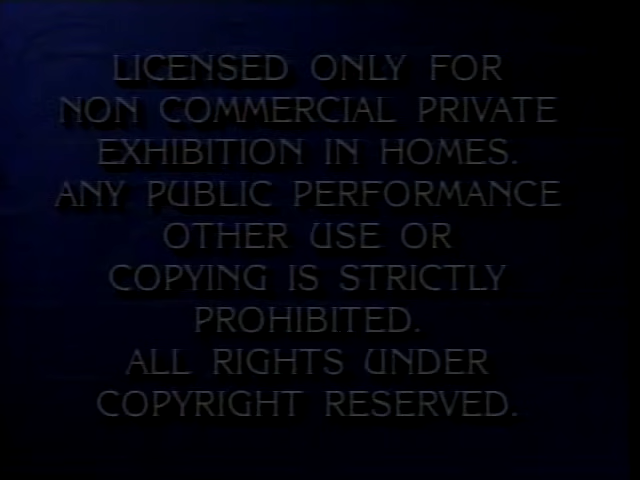 LICENSED ONLY FOR
NON COMMERCIAL PRIVATE
EXHIBITION IN HOMES.
ANY PUBLIC PERFORMANCE
OTHER USE OR
COPYING IS STRICTLY
PROHIBITED.
ALL RIGHTS UNDER
COPYRIGHT RESERVED.